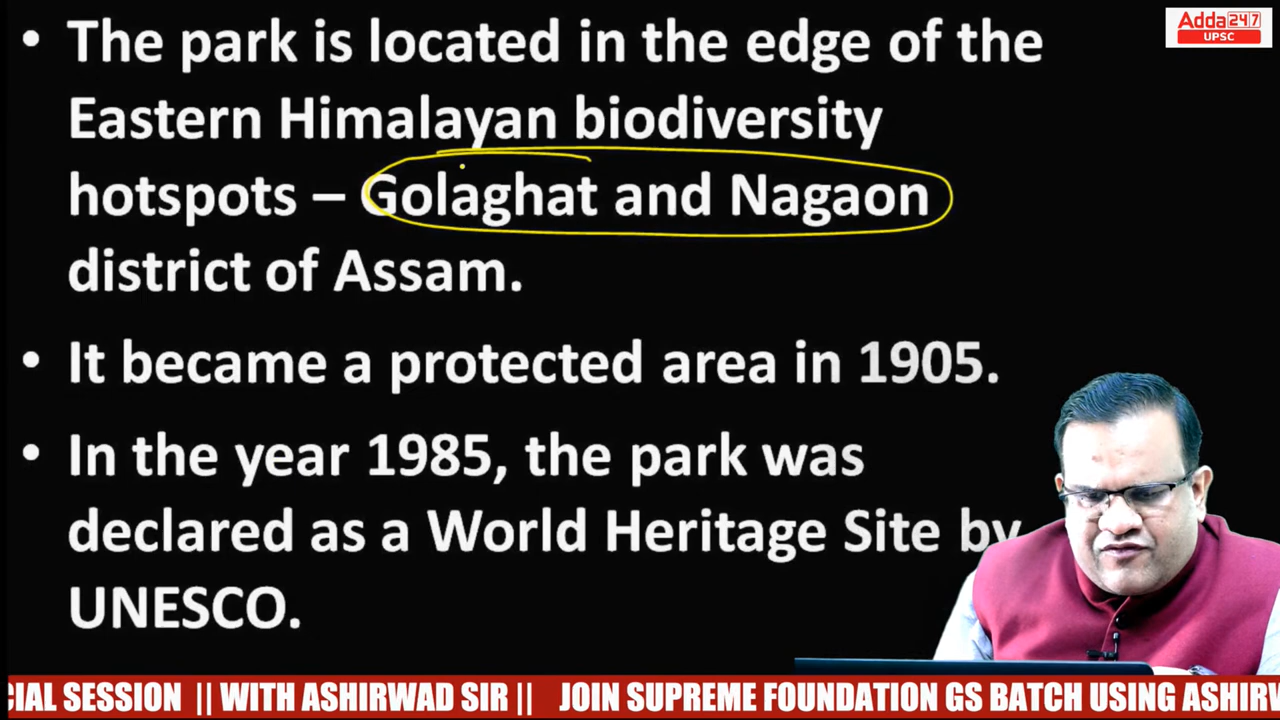 Adda247
UPSC
• The park is located in the edge of the
Eastern Himalayan biodiversity
hotspots – Golaghat and Nagaon
district of Assam.
• It became a protected area in 1905.
• In the year 1985, the park was
declared as a World Heritage Site by
UNESCO.
CIAL SESSION || WITH ASHIRWAD SIR || JOIN SUPREME FOUNDATION GS BATCH USING ASHIRW